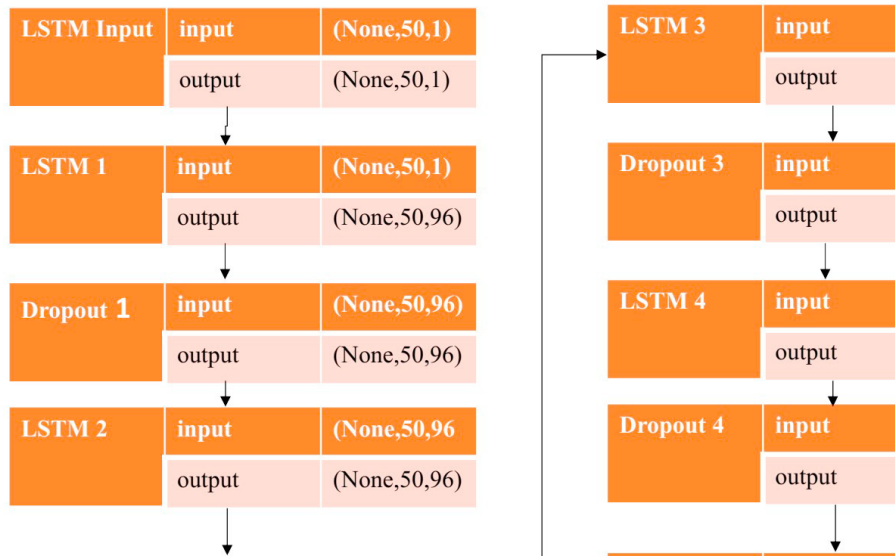 LSTM Input input (None,50,1)
output (None,50,1)
LSTM 1 input (None,50,1)
output (None,50,96)
Dropout 1 input (None,50,96)
output (None,50,96)
LSTM 2 input (None,50,96
output (None,50,96)
LSTM 3 input
output
Dropout 3 input
output
LSTM 4 input
output
Dropout 4 input
output